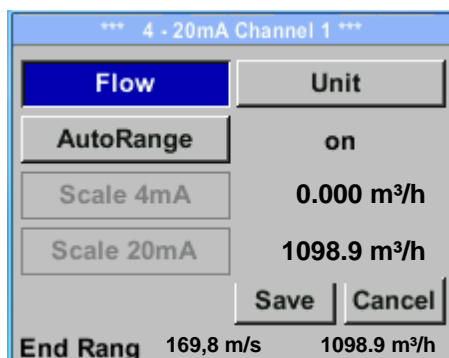 *** 4 - 20mA Channel 1 ***
Flow Unit
AutoRange on
Scale 4mA 0.000 m³/h
Scale 20mA 1098.9 m³/h
Save Cancel
End Rang 169,8 m/s 1098.9 m³/h